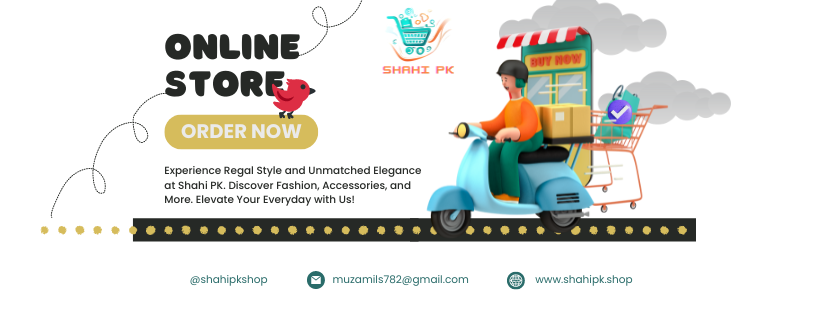 ONLINE
STORE
SHAHI PK
BUY NOW
ORDER NOW
Experience Regal Style and Unmatched Elegance
at Shahi PK. Discover Fashion, Accessories, and
More. Elevate Your Everyday with Us!
@shahipkshop
muzamils782@gmail.com
www.shahipk.shop